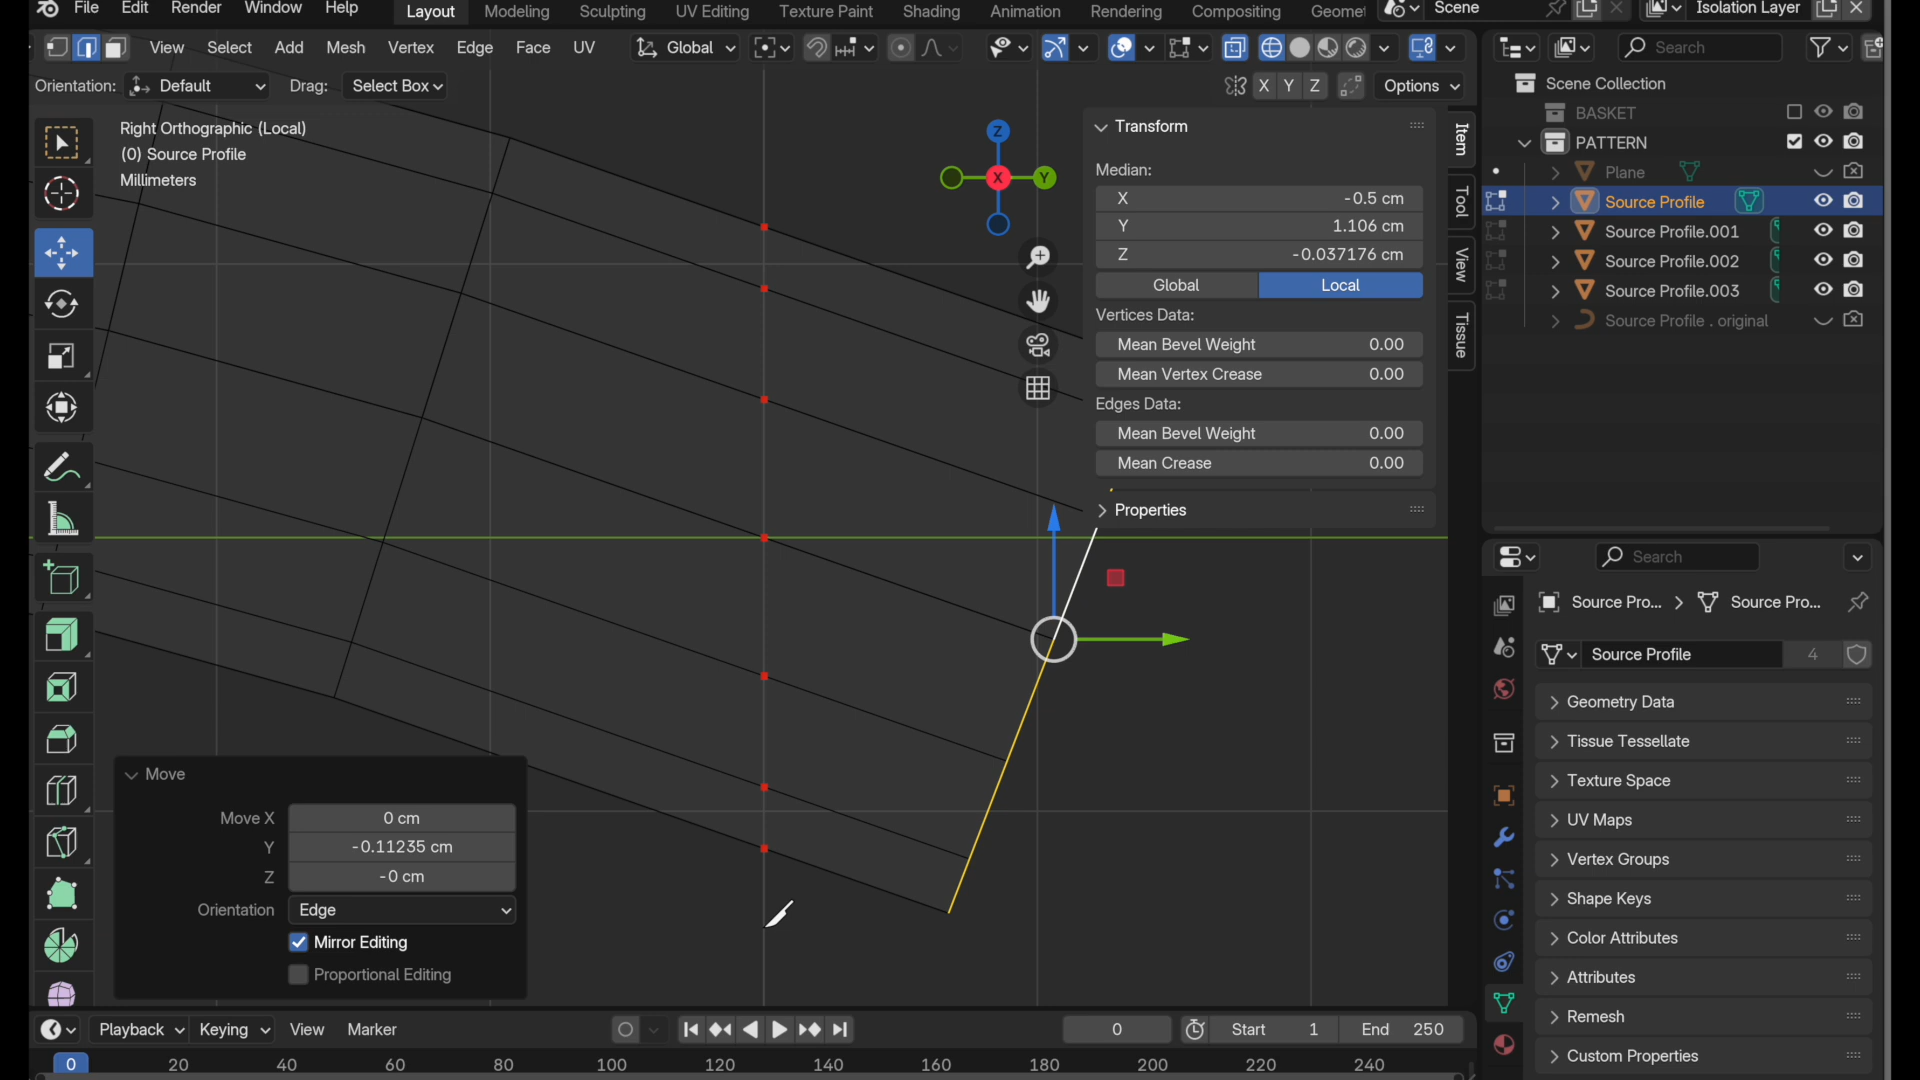 File Edit Render Window Help Layout Modeling Sculpting UV Editing Texture Paint Shading Animation Rendering Compositing Geomet Scene Isolation Layer
View Select Add Mesh Vertex Edge Face UV Global Search
Orientation: Default Drag: Select Box X Y Z Options
Scene Collection
BASKET
PATTERN
Plane
Source Profile
Source Profile.001
Source Profile.002
Source Profile.003
Source Profile . original
Right Orthographic (Local)
(0) Source Profile
Millimeters
Z
X
Y
Transform
Median:
X -0.5 cm
Y 1.106 cm
Z -0.037176 cm
Global Local
Vertices Data:
Mean Bevel Weight 0.00
Mean Vertex Crease 0.00
Edges Data:
Mean Bevel Weight 0.00
Mean Crease 0.00
Properties
Item
Tool
View
Tissue
Move
Move X 0 cm
Y -0.11235 cm
Z -0 cm
Orientation Edge
Mirror Editing
Proportional Editing
Search
Source Pro... Source Pro...
Source Profile 4
Geometry Data
Tissue Tessellate
Texture Space
UV Maps
Vertex Groups
Shape Keys
Color Attributes
Attributes
Remesh
Custom Properties
Playback Keying View Marker 0 Start 1 End 250
0 20 40 60 80 100 120 140 160 180 200 220 240